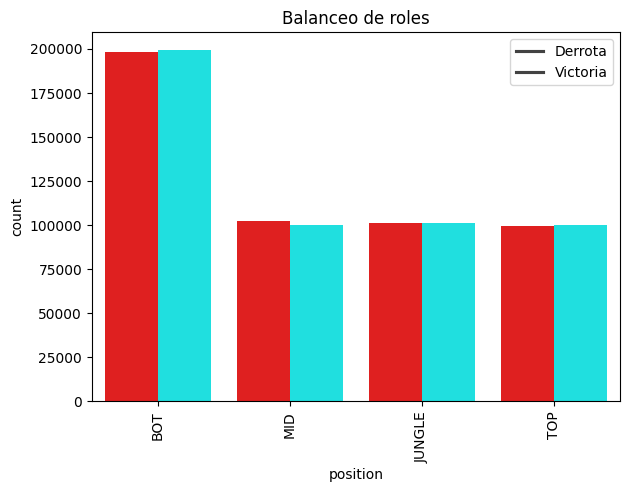 Balanceo de roles
Derrota
Victoria
200000
175000
150000
125000
100000
75000
50000
25000
0
count
BOT
MID
JUNGLE
TOP
position